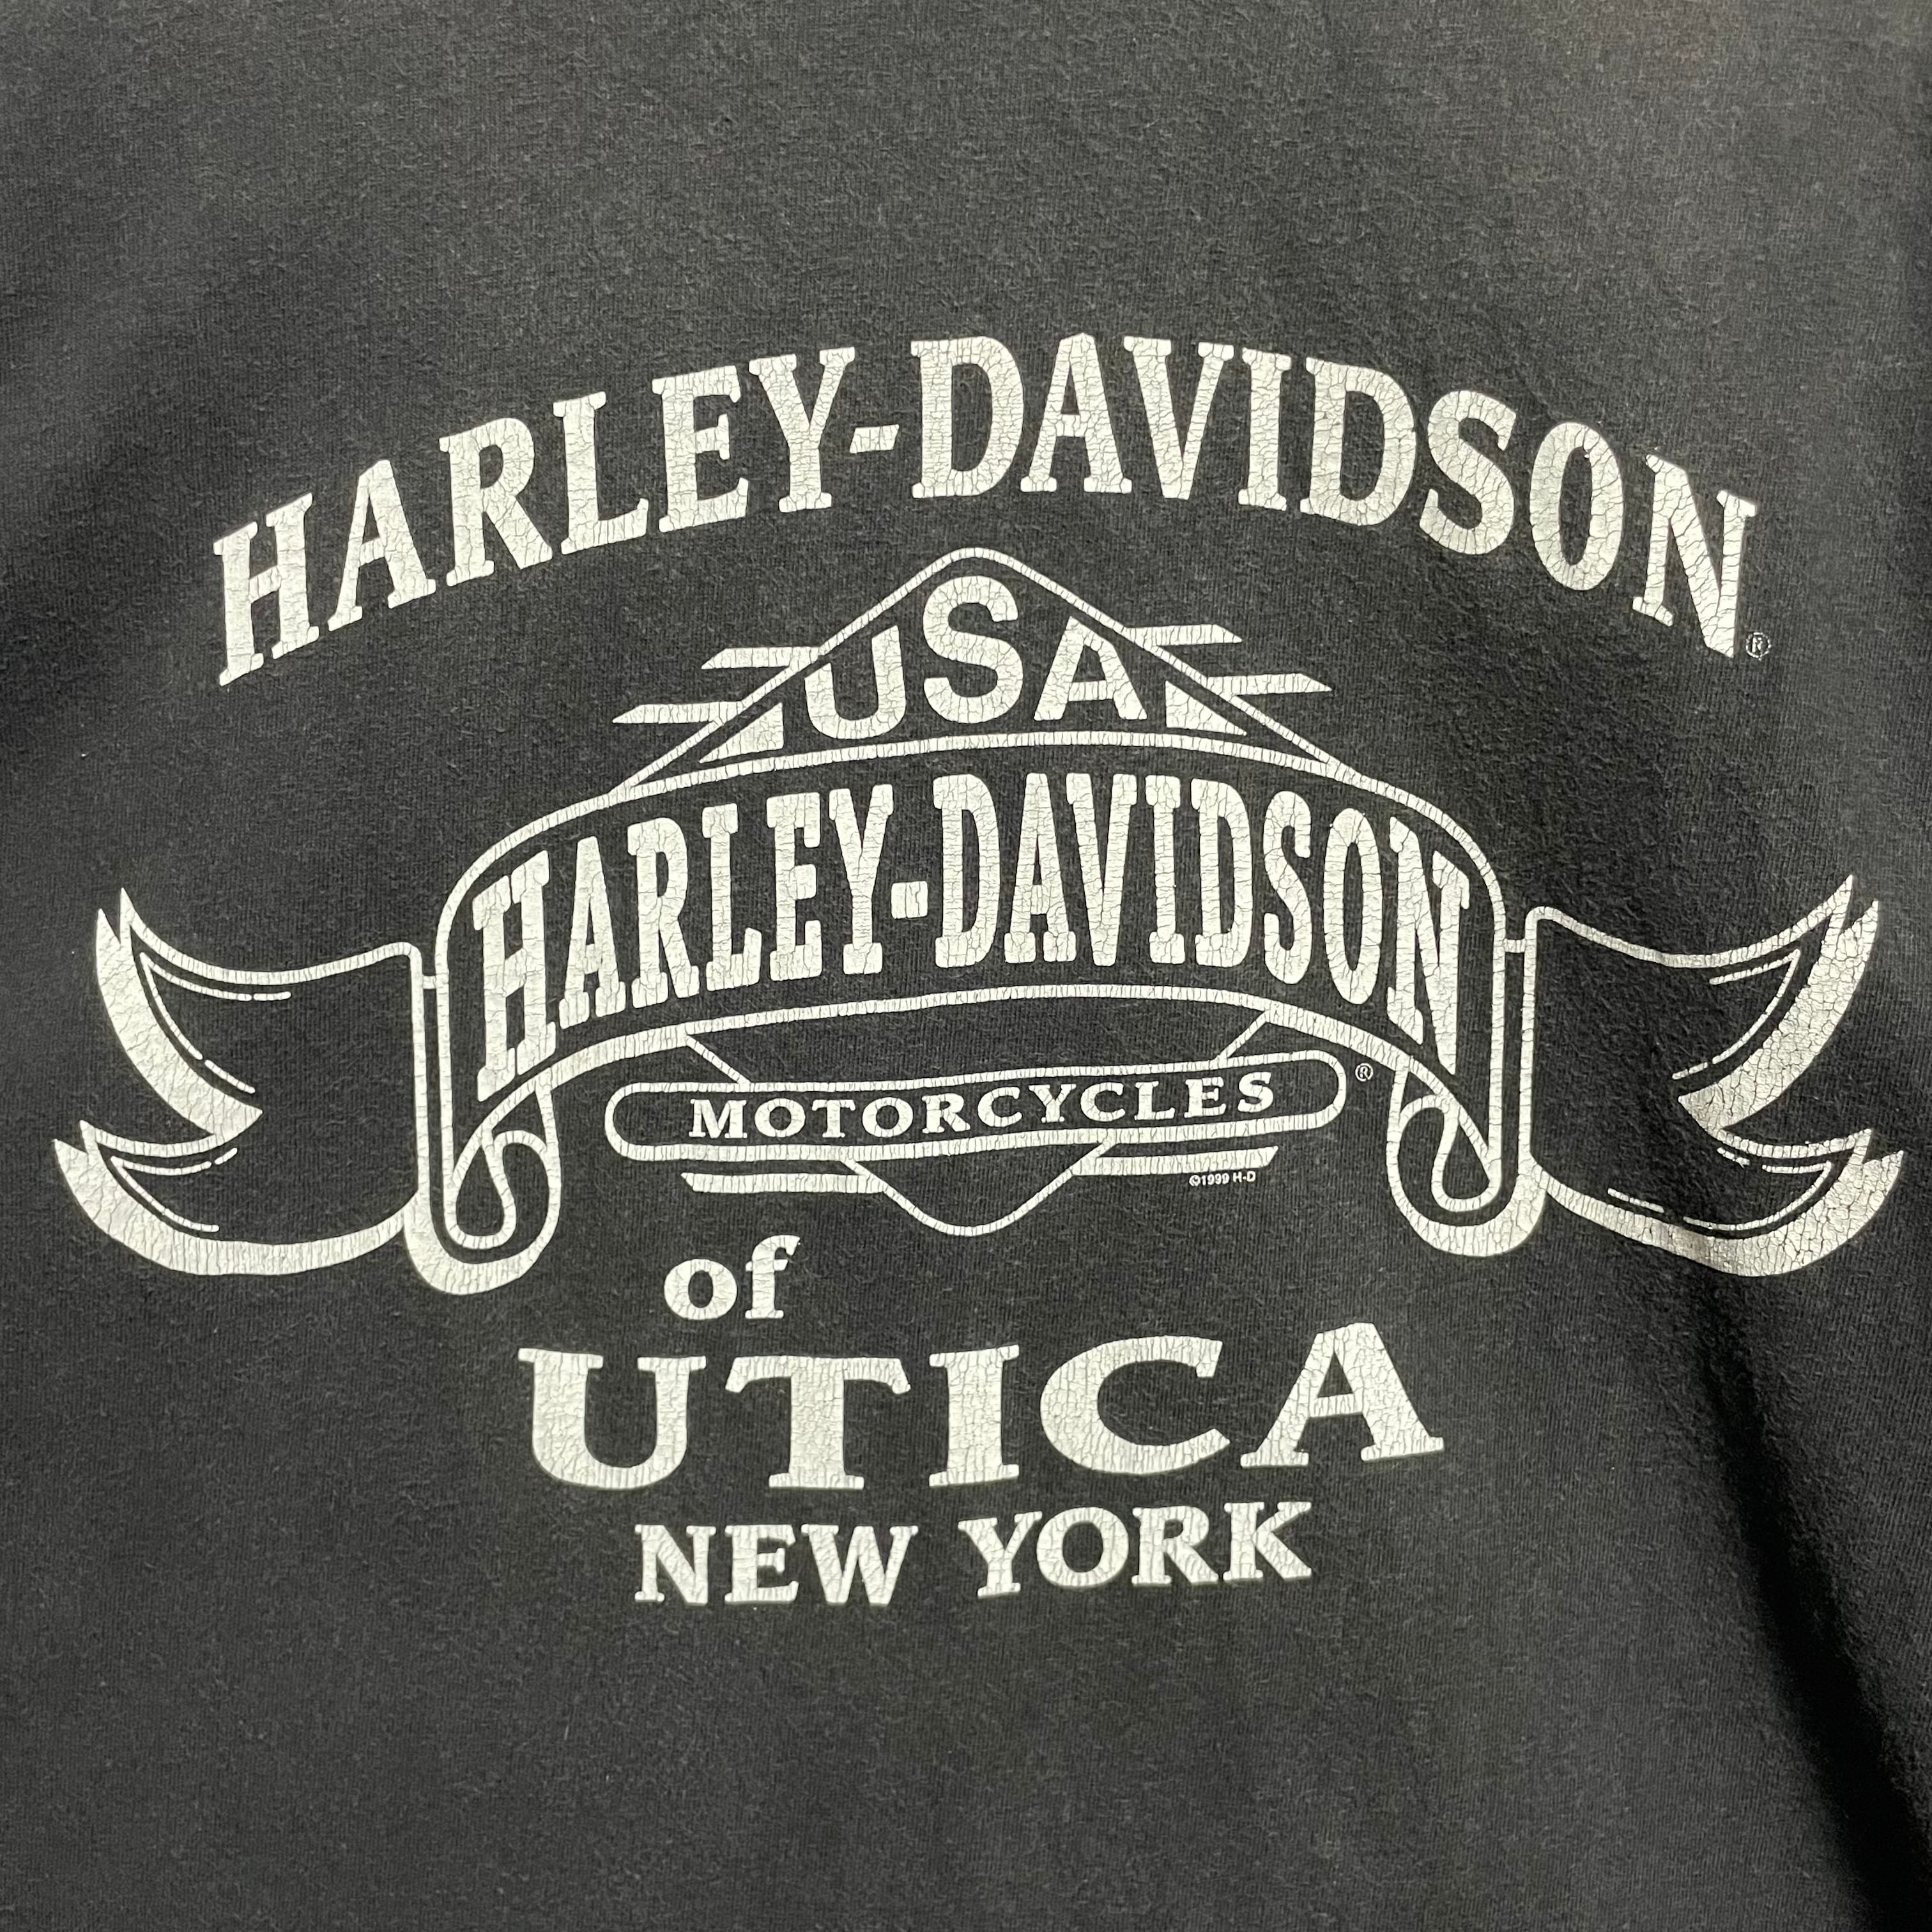 HARLEY-DAVIDSON®
USA
HARLEY-DAVIDSON
MOTORCYCLES®
©1999 H-D
of
UTICA
NEW YORK